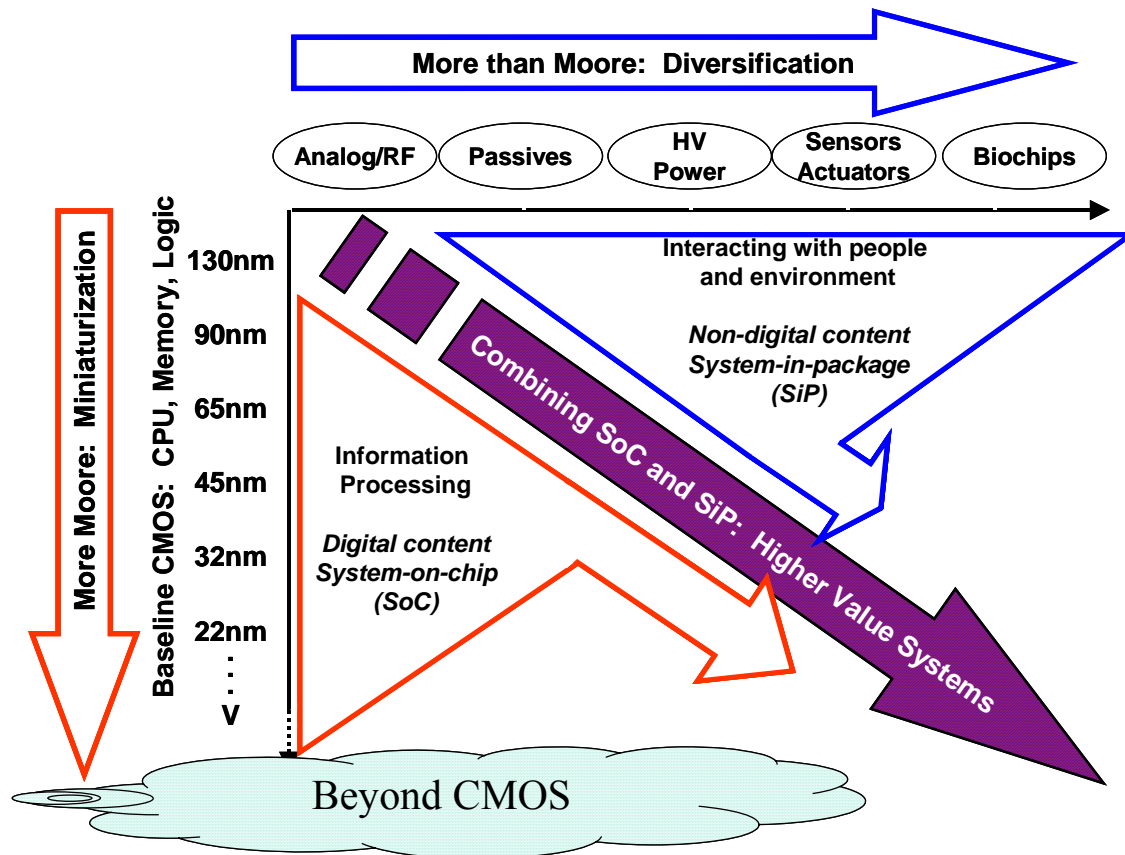 More than Moore: Diversification
Analog/RF
Passives
HV
Power
Sensors
Actuators
Biochips
More Moore: Miniaturization
Baseline CMOS: CPU, Memory, Logic
130nm
90nm
65nm
45nm
32nm
22nm
V
Interacting with people
and environment
Non-digital content
System-in-package
(SiP)
Combining SoC and SiP: Higher Value Systems
Information
Processing
Digital content
System-on-chip
(SoC)
Beyond CMOS